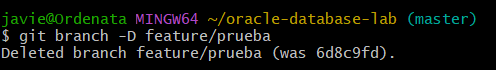 javie@Ordenata MINGW64 ~/oracle-database-lab (master)
$ git branch -D feature/prueba
Deleted branch feature/prueba (was 6d8c9fd).